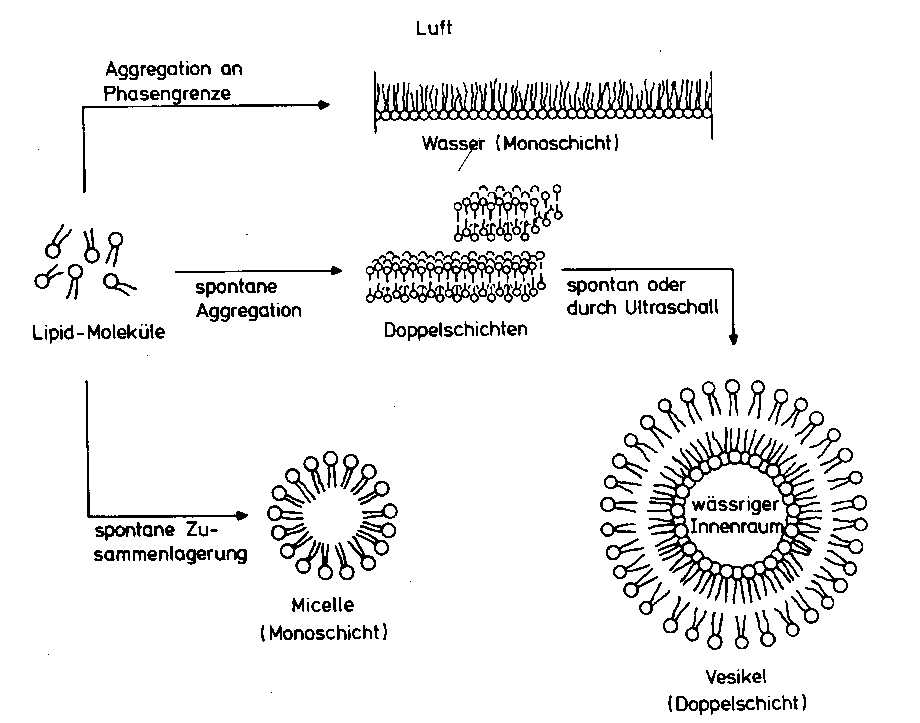 Luft
Aggregation an
Phasengrenze
Wasser (Monoschicht)
Lipid-Moleküle
spontane
Aggregation
Doppelschichten
spontan oder
durch Ultraschall
spontane Zu-
sammenlagerung
Micelle
(Monoschicht)
wässriger
Innenraum
Vesikel
(Doppelschicht)